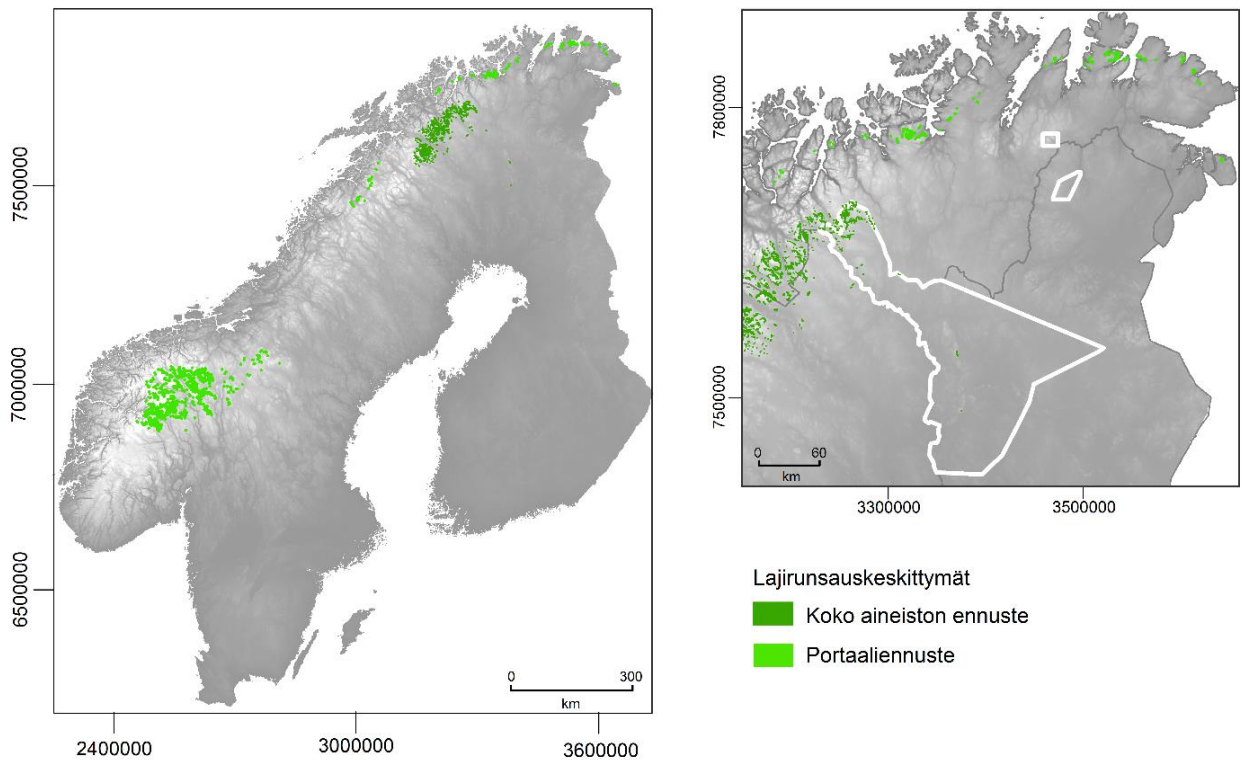 7500000
7000000
6500000
0 300
km
2400000 3000000 3600000
7800000
7500000
0 60
km
3300000 3500000
Lajirunsauskeskittymät
Koko aineiston ennuste
Portaaliennuste